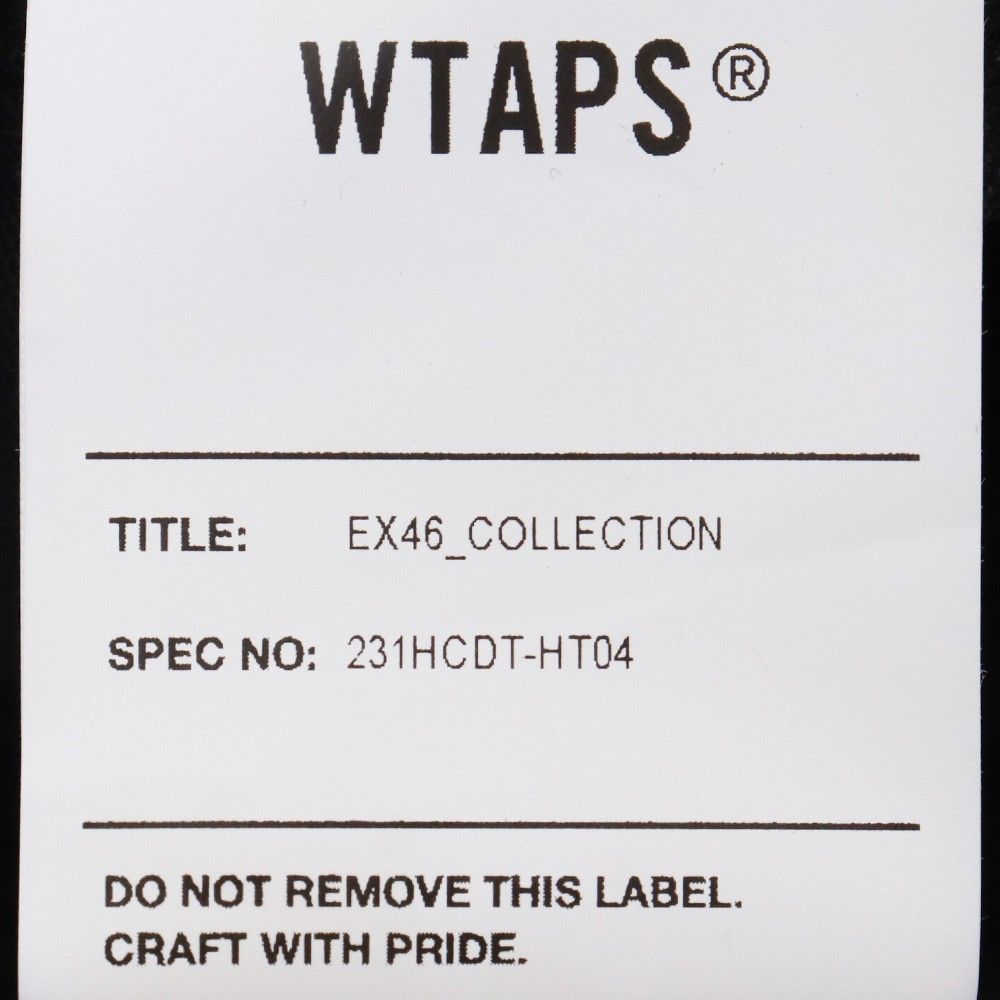 WTAPS®
TITLE: EX46_COLLECTION
SPEC NO: 231HCDT-HT04
DO NOT REMOVE THIS LABEL.
CRAFT WITH PRIDE.